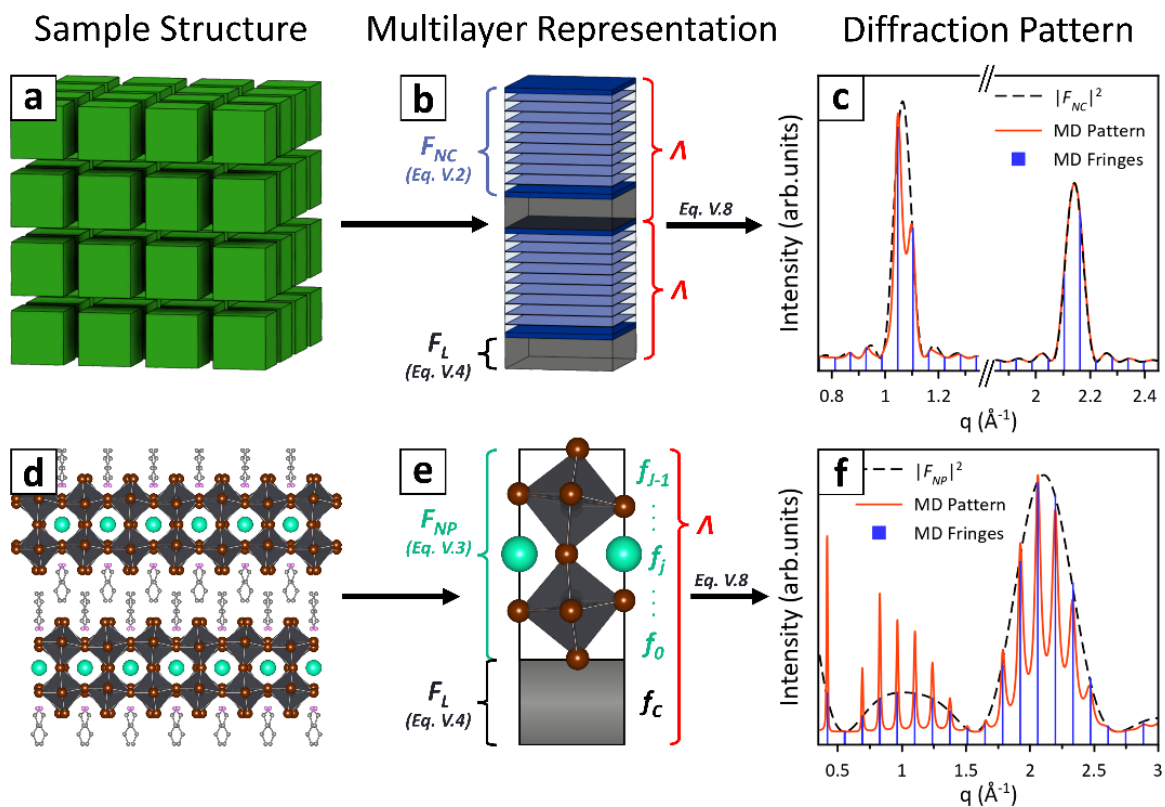 Sample Structure
Multilayer Representation
Diffraction Pattern
a
b
F_NC
(Eq. V.2)
Λ
Λ
F_L
(Eq. V.4)
Eq. V.8
c
|F_NC|²
MD Pattern
MD Fringes
Intensity (arb.units)
0.8
1
1.2
2
2.2
2.4
q (Å⁻¹)
d
e
F_NP
(Eq. V.3)
f_J-1
⋮
f_j
⋮
f_0
Λ
F_L
(Eq. V.4)
f_C
Eq. V.8
f
|F_NP|²
MD Pattern
MD Fringes
Intensity (arb.units)
0.5
1
1.5
2
2.5
3
q (Å⁻¹)